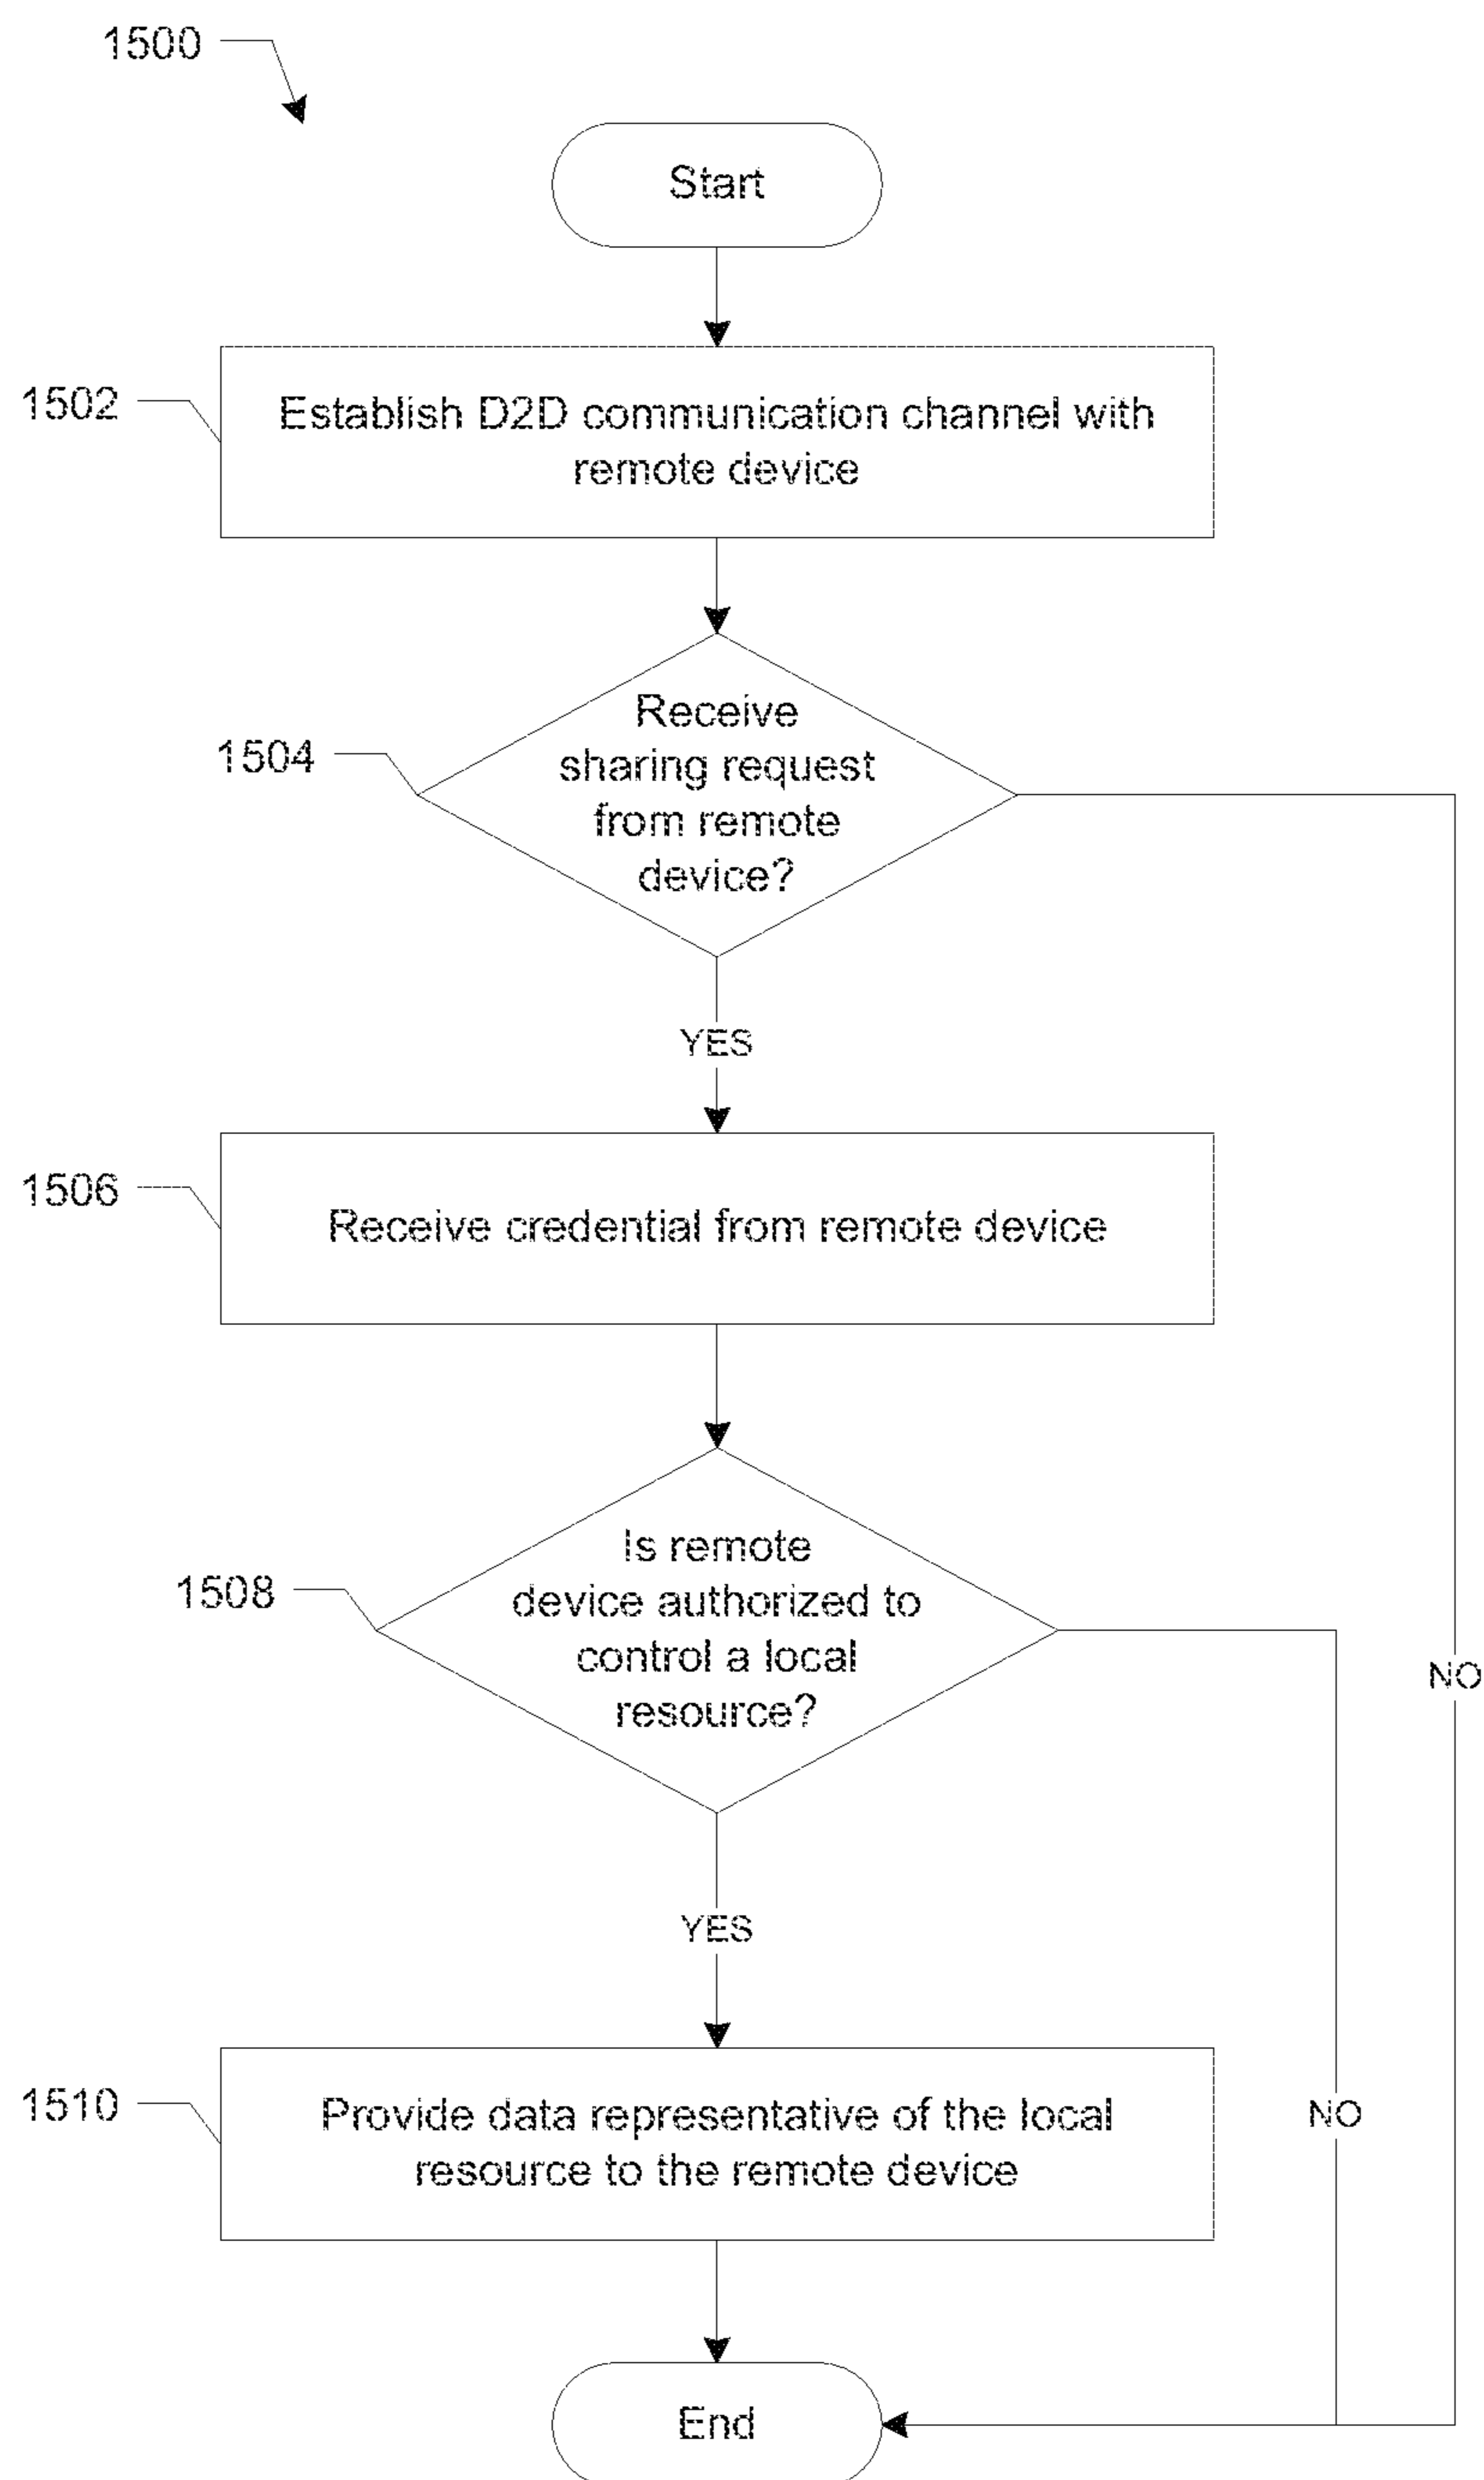 1500
Start
1502
Establish D2D communication channel with
remote device
1504
Receive
sharing request
from remote
device?
YES
1506
Receive credential from remote device
1508
Is remote
device authorized to
control a local
resource?
NO
YES
1510
Provide data representative of the local
resource to the remote device
NO
End